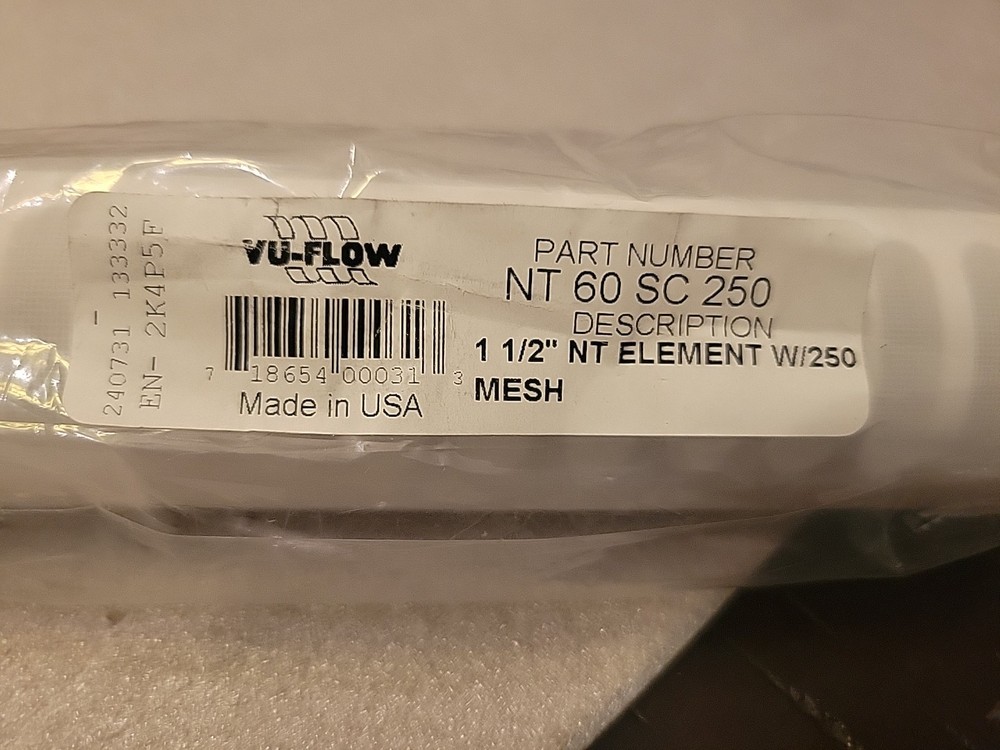 240731 - 133332
EN- 2K4P5F
VU-FLOW
7 18654 00031 3
Made in USA
PART NUMBER
NT 60 SC 250
DESCRIPTION
1 1/2" NT ELEMENT W/250
MESH